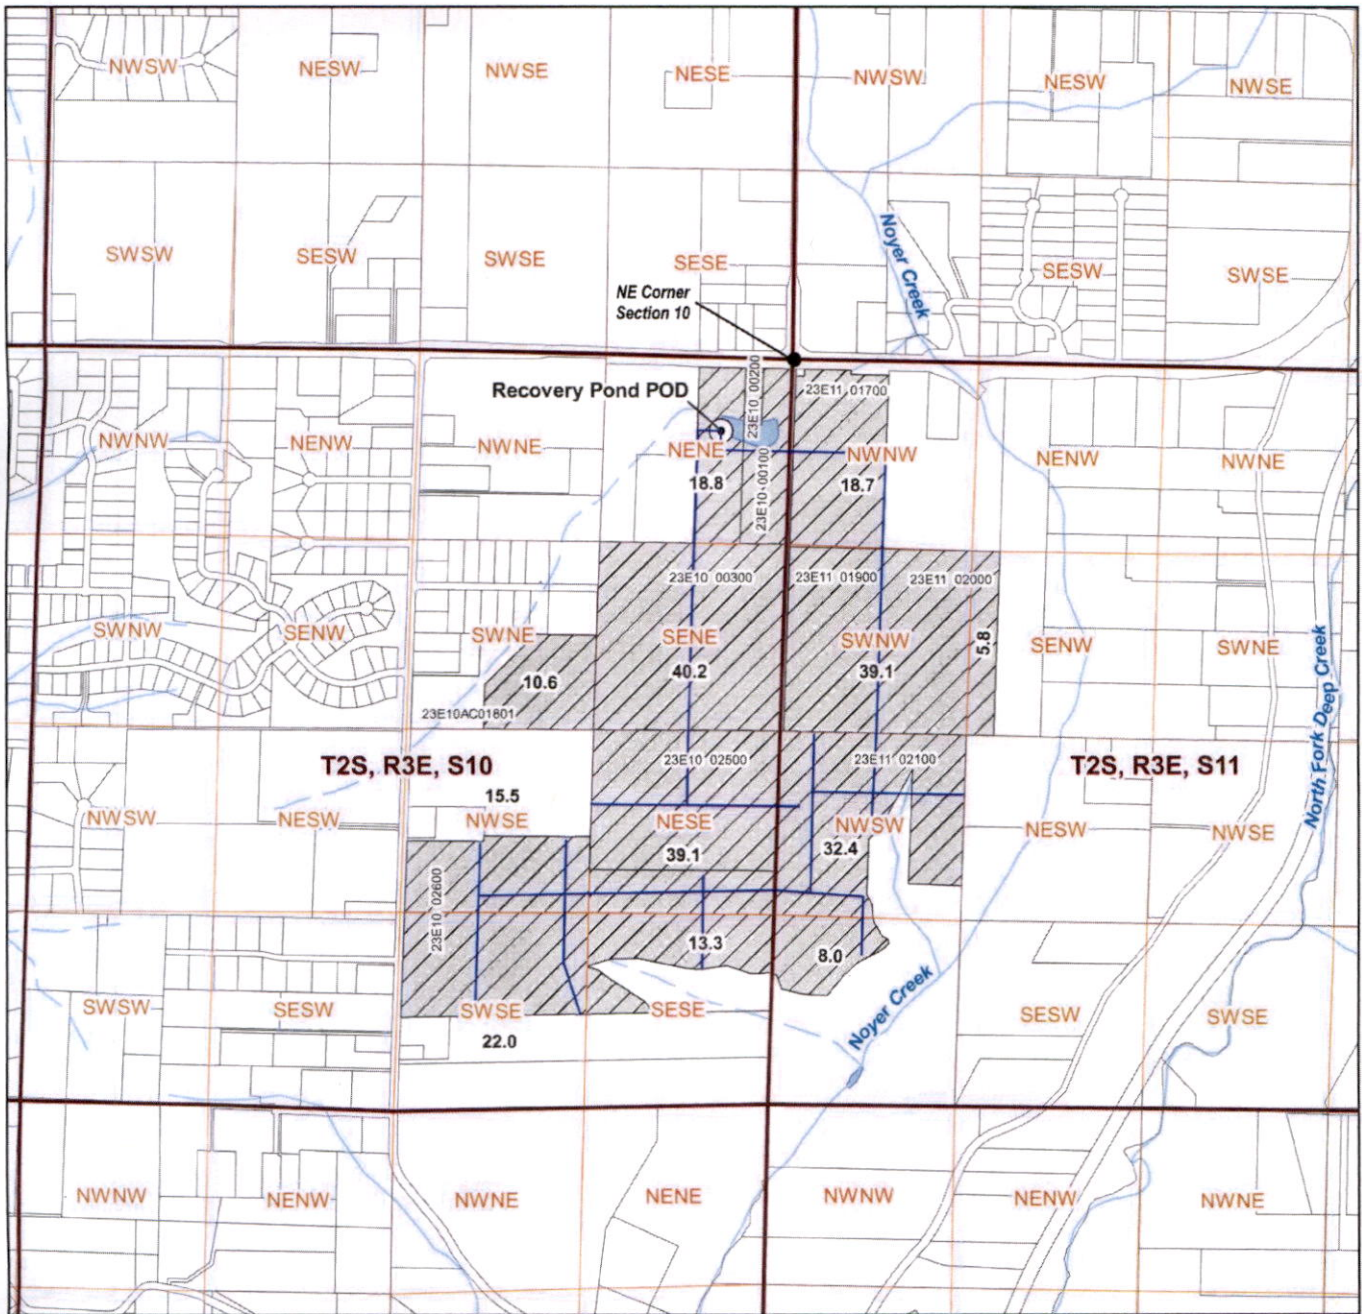 NWSW NESW NWSE NESE NWSW NESW NWSE
SWSW SESW SWSE SESE SESW SWSE
Noyer Creek
NE Corner
Section 10
Recovery Pond POD
23E10 00200
23E11 01700
NWNW NENW NWNE NENE NWNW NENW NWNE
18.8 18.7
23E10 00100
23E10 00300 23E11 01900 23E11 02000
SWNW SENW SWNE SENE SWNW SENW SWNE
10.6 40.2 39.1 5.8
23E10AC01801
North Fork Deep Creek
T2S, R3E, S10 23E10 02500 23E11 02100 T2S, R3E, S11
15.5
NWSW NESW NWSE NESE NWSW NESW NWSE
39.1 32.4
23E10 02600
13.3 8.0
SWSW SESW SWSE SESE SESW SWSE
Noyer Creek
22.0
NWNW NENW NWNE NENE NWNW NENW NWNE